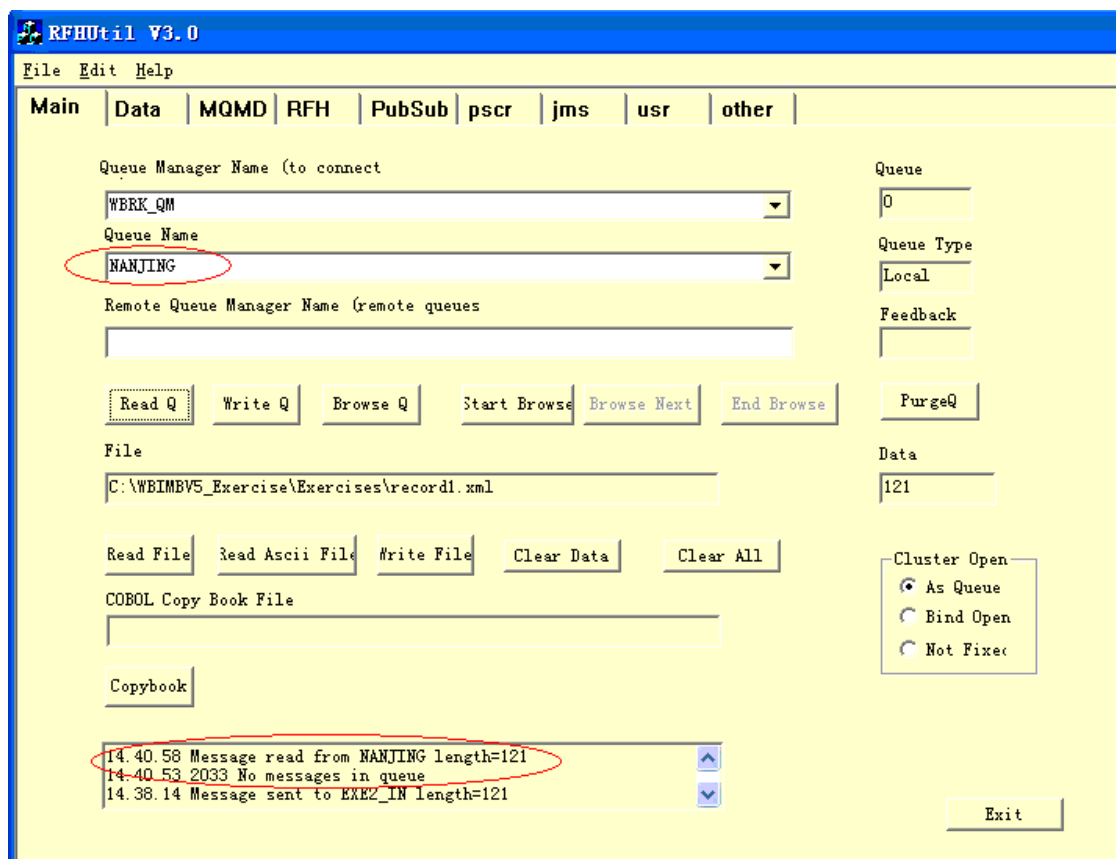 RFHUtil V3.0
File Edit Help
Main Data MQMD RFH PubSub pscr jms usr other
Queue Manager Name (to connect
Queue
WBRK_QM
0
Queue Name
Queue Type
NANJING
Local
Remote Queue Manager Name (remote queues
Feedback
Read Q Write Q Browse Q Start Browse Browse Next End Browse PurgeQ
File
Data
C:\WBIMBV5_Exercise\Exercises\record1.xml
121
Read File Read Ascii File Write File Clear Data Clear All
Cluster Open
As Queue
COBOL Copy Book File
Bind Open
Not Fixec
Copybook
14.40.58 Message read from NANJING length=121
14.40.53 2033 No messages in queue
14.38.14 Message sent to EXE2_IN length=121
Exit